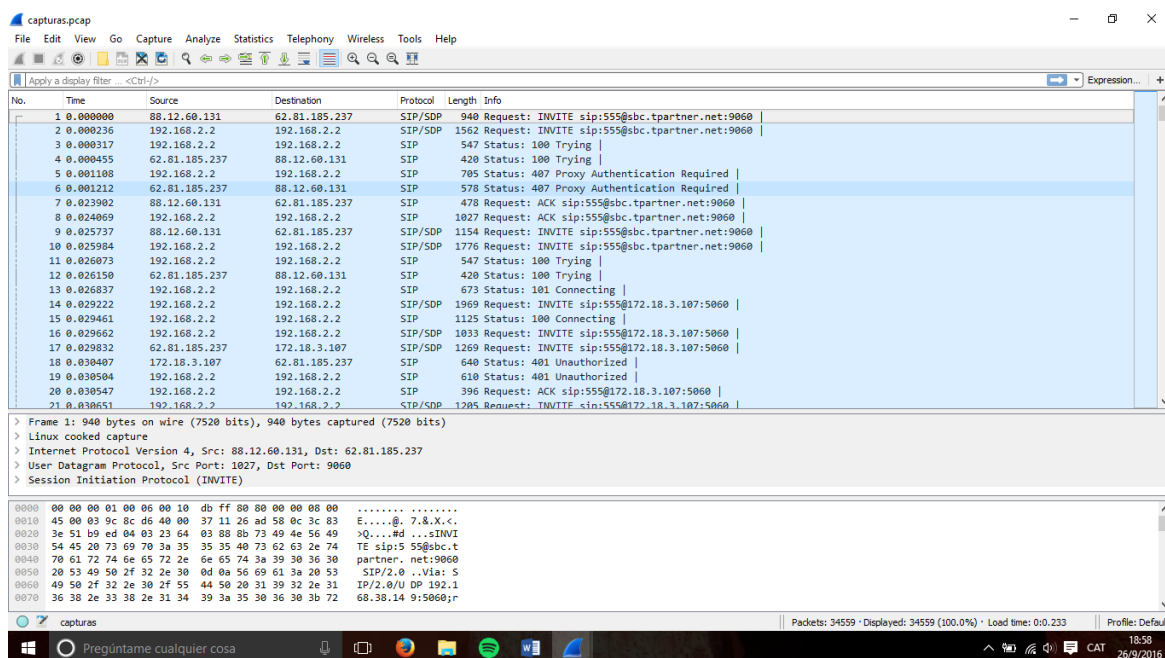 capturas.pcap
File Edit View Go Capture Analyze Statistics Telephony Wireless Tools Help
Apply a display filter ... <Ctrl-/> Expression... +
No. Time Source Destination Protocol Length Info
1 0.000000 88.12.60.131 62.81.185.237 SIP/SDP 940 Request: INVITE sip:555@sbc.tpartner.net:9060 |
2 0.000236 192.168.2.2 192.168.2.2 SIP/SDP 1562 Request: INVITE sip:555@sbc.tpartner.net:9060 |
3 0.000317 192.168.2.2 192.168.2.2 SIP 547 Status: 100 Trying |
4 0.000455 62.81.185.237 88.12.60.131 SIP 420 Status: 100 Trying |
5 0.001108 192.168.2.2 192.168.2.2 SIP 705 Status: 407 Proxy Authentication Required |
6 0.001212 62.81.185.237 88.12.60.131 SIP 578 Status: 407 Proxy Authentication Required |
7 0.023902 88.12.60.131 62.81.185.237 SIP 478 Request: ACK sip:555@sbc.tpartner.net:9060 |
8 0.024069 192.168.2.2 192.168.2.2 SIP 1027 Request: ACK sip:555@sbc.tpartner.net:9060 |
9 0.025737 88.12.60.131 62.81.185.237 SIP/SDP 1154 Request: INVITE sip:555@sbc.tpartner.net:9060 |
10 0.025984 192.168.2.2 192.168.2.2 SIP/SDP 1776 Request: INVITE sip:555@sbc.tpartner.net:9060 |
11 0.026073 192.168.2.2 192.168.2.2 SIP 547 Status: 100 Trying |
12 0.026150 62.81.185.237 88.12.60.131 SIP 420 Status: 100 Trying |
13 0.026837 192.168.2.2 192.168.2.2 SIP 673 Status: 101 Connecting |
14 0.029222 192.168.2.2 192.168.2.2 SIP/SDP 1969 Request: INVITE sip:555@172.18.3.107:5060 |
15 0.029461 192.168.2.2 192.168.2.2 SIP 1125 Status: 100 Connecting |
16 0.029662 192.168.2.2 192.168.2.2 SIP/SDP 1033 Request: INVITE sip:555@172.18.3.107:5060 |
17 0.029832 62.81.185.237 172.18.3.107 SIP/SDP 1269 Request: INVITE sip:555@172.18.3.107:5060 |
18 0.030407 172.18.3.107 62.81.185.237 SIP 640 Status: 401 Unauthorized |
19 0.030504 192.168.2.2 192.168.2.2 SIP 610 Status: 401 Unauthorized |
20 0.030547 192.168.2.2 192.168.2.2 SIP 396 Request: ACK sip:555@172.18.3.107:5060 |
21 0.030651 192.168.2.2 192.168.2.2 SIP/SDP 1205 Request: INVITE sip:555@172.18.3.107:5060 |
> Frame 1: 940 bytes on wire (7520 bits), 940 bytes captured (7520 bits)
> Linux cooked capture
> Internet Protocol Version 4, Src: 88.12.60.131, Dst: 62.81.185.237
> User Datagram Protocol, Src Port: 1027, Dst Port: 9060
> Session Initiation Protocol (INVITE)
0000 00 00 00 01 00 06 00 10 db ff 80 80 00 00 08 00 ........ ........
0010 45 00 03 9c 8c d6 40 00 37 11 26 ad 58 0c 3c 83 E.....@. 7.&.X.<.
0020 3e 51 b9 ed 04 03 23 64 03 88 8b 73 49 4e 56 49 >Q....#d ...sINVI
0030 54 45 20 73 69 70 3a 35 35 35 40 73 62 63 2e 74 TE sip:5 55@sbc.t
0040 70 61 72 74 6e 65 72 2e 6e 65 74 3a 39 30 36 30 partner. net:9060
0050 20 53 49 50 2f 32 2e 30 0d 0a 56 69 61 3a 20 53 SIP/2.0 ..Via: S
0060 49 50 2f 32 2e 30 2f 55 44 50 20 31 39 32 2e 31 IP/2.0/U DP 192.1
0070 36 38 2e 33 38 2e 31 34 39 3a 35 30 36 30 3b 72 68.38.14 9:5060;r
capturas Packets: 34559 · Displayed: 34559 (100.0%) · Load time: 0:0.233 Profile: Defau
Pregúntame cualquier cosa CAT 18:58
26/9/2016